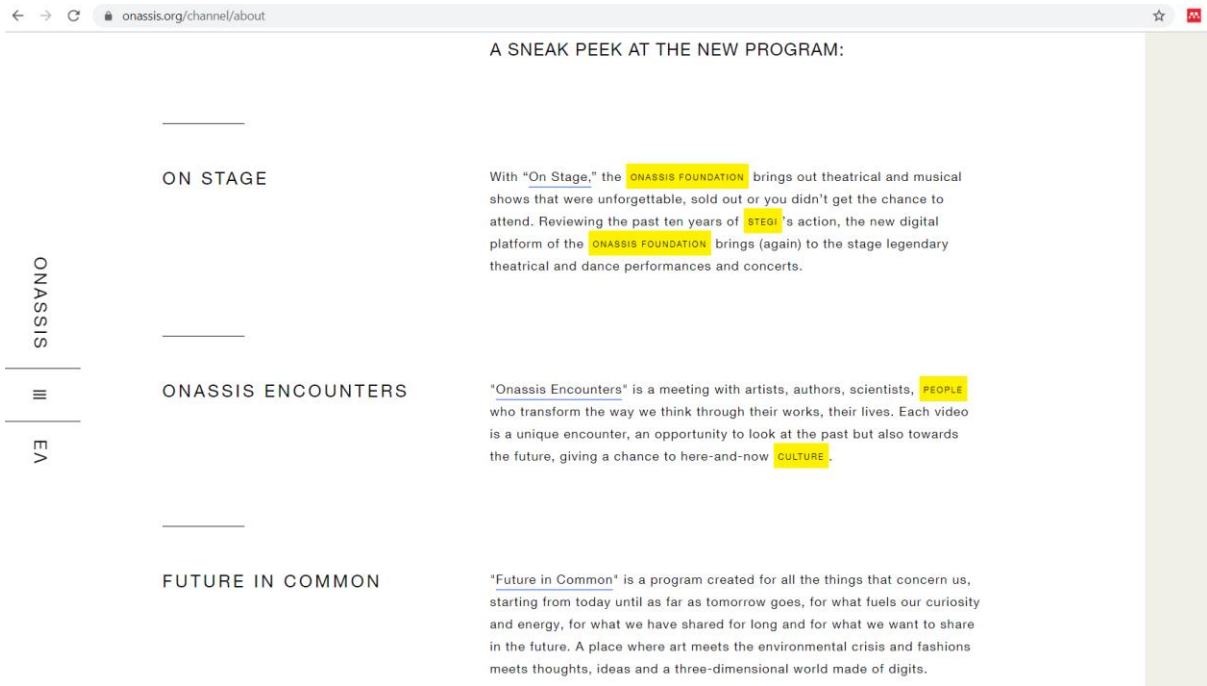 onassis.org/channel/about
A SNEAK PEEK AT THE NEW PROGRAM:
ON STAGE
With “On Stage,” the ONASSIS FOUNDATION brings out theatrical and musical
shows that were unforgettable, sold out or you didn’t get the chance to
attend. Reviewing the past ten years of STEGI ’s action, the new digital
platform of the ONASSIS FOUNDATION brings (again) to the stage legendary
theatrical and dance performances and concerts.
ONASSIS
ΕΛ
ONASSIS ENCOUNTERS
"Onassis Encounters" is a meeting with artists, authors, scientists, PEOPLE
who transform the way we think through their works, their lives. Each video
is a unique encounter, an opportunity to look at the past but also towards
the future, giving a chance to here-and-now CULTURE .
FUTURE IN COMMON
"Future in Common" is a program created for all the things that concern us,
starting from today until as far as tomorrow goes, for what fuels our curiosity
and energy, for what we have shared for long and for what we want to share
in the future. A place where art meets the environmental crisis and fashions
meets thoughts, ideas and a three-dimensional world made of digits.